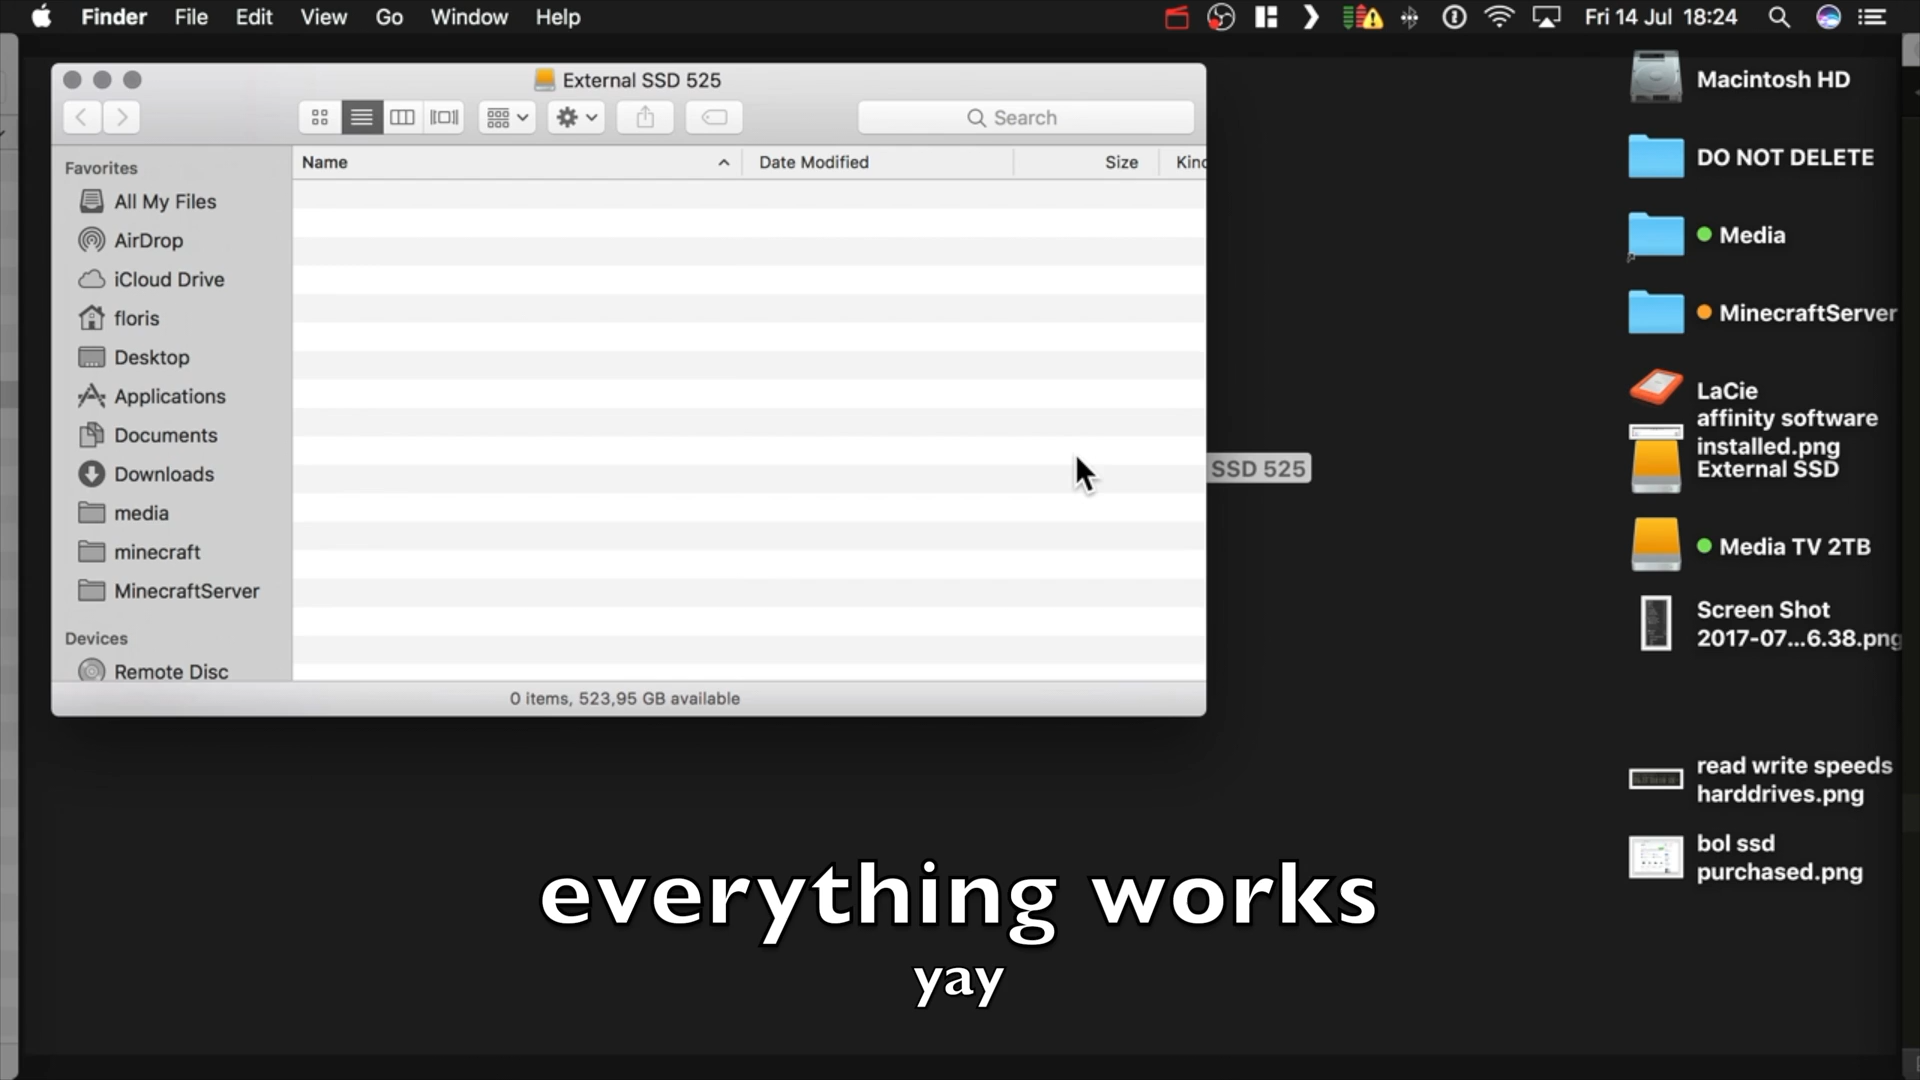 Finder File Edit View Go Window Help Fri 14 Jul 18:24
External SSD 525
Search
Name Date Modified Size Kind
Favorites
All My Files
AirDrop
iCloud Drive
floris
Desktop
Applications
Documents
Downloads
media
minecraft
MinecraftServer
Devices
Remote Disc
0 items, 523,95 GB available
SSD 525
Macintosh HD
DO NOT DELETE
Media
MinecraftServer
LaCie
affinity software
installed.png
External SSD
Media TV 2TB
Screen Shot
2017-07...6.38.png
read write speeds
harddrives.png
bol ssd
purchased.png
everything works
yay